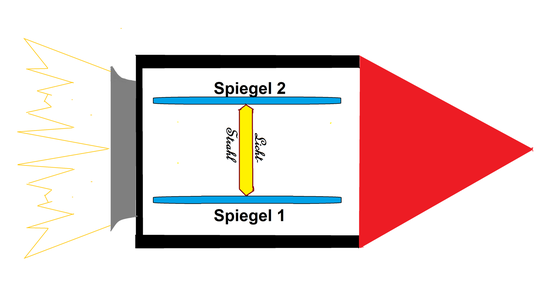 Spiegel 2
Licht-
Strahl
Spiegel 1